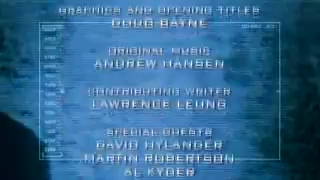 GRAPHICS AND OPENING TITLES
DOUG BAYNE
ORIGINAL MUSIC
ANDREW HANSEN
CONTRIBUTING WRITER
LAWRENCE LEUNG
SPECIAL GUESTS
DAVID HYLANDER
MARTIN ROBERTSON
AL KYDER